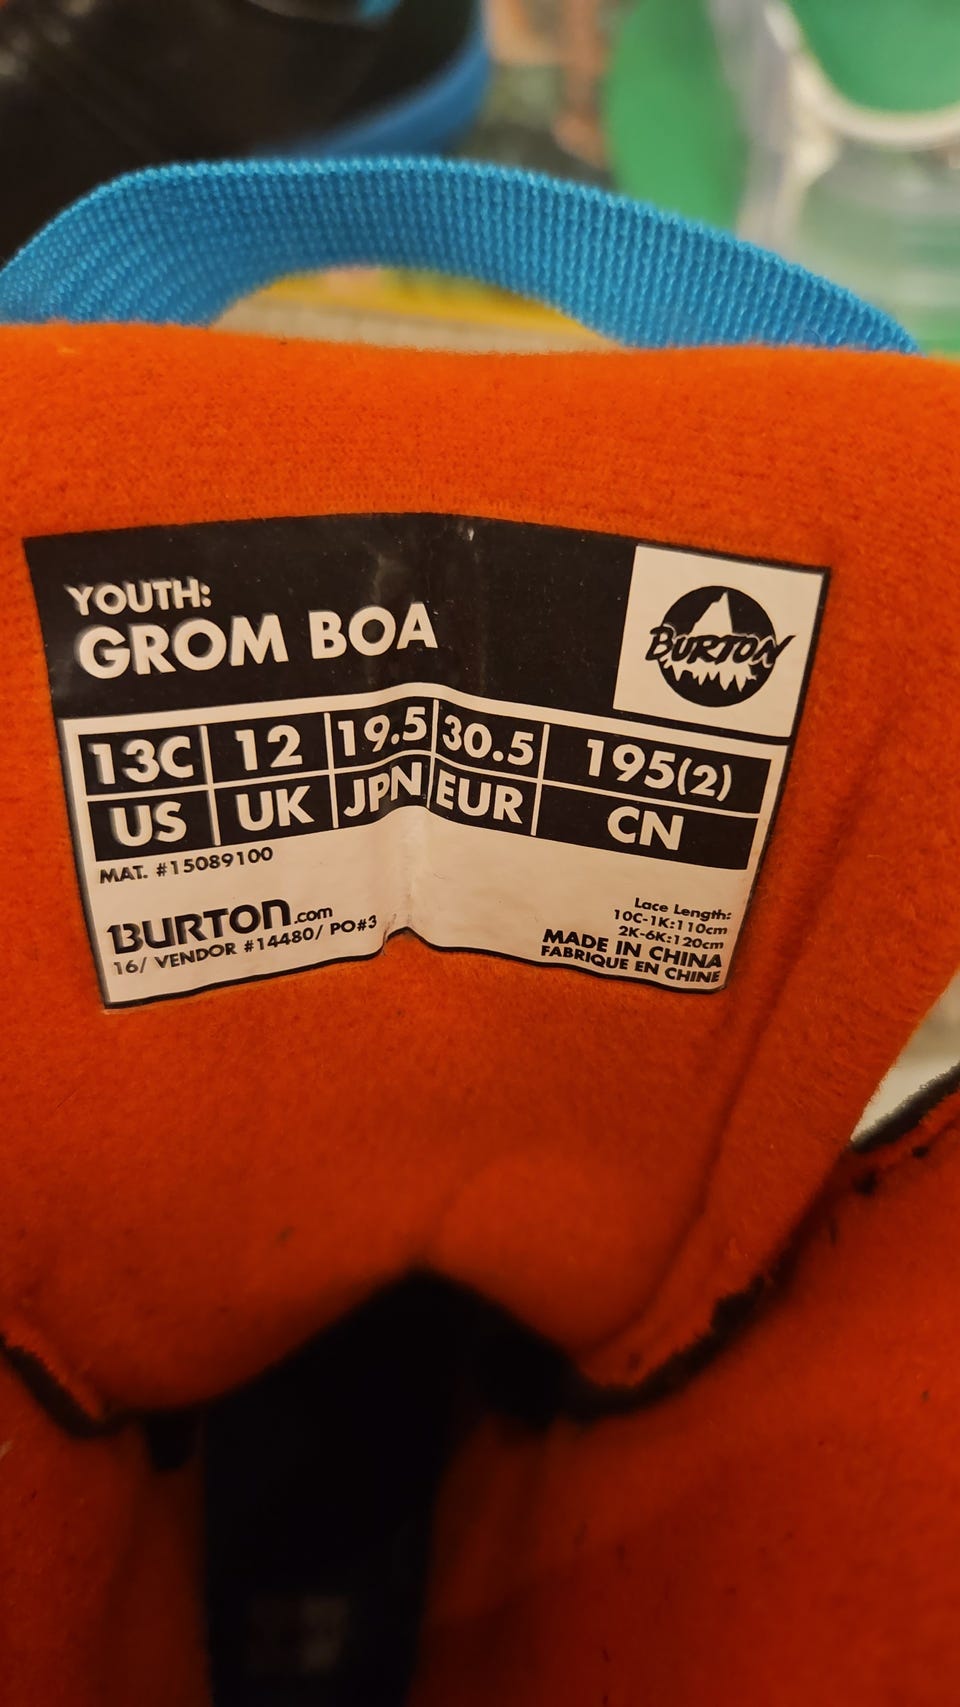 YOUTH:
GROM BOA
BURTON
13C 12 19.5 30.5 195(2)
US UK JPN EUR CN
MAT. #15089100
BURTON.com
16/ VENDOR #14480/ PO#3
Lace Length:
10C-1K:110cm
2K-6K:120cm
MADE IN CHINA
FABRIQUE EN CHINE